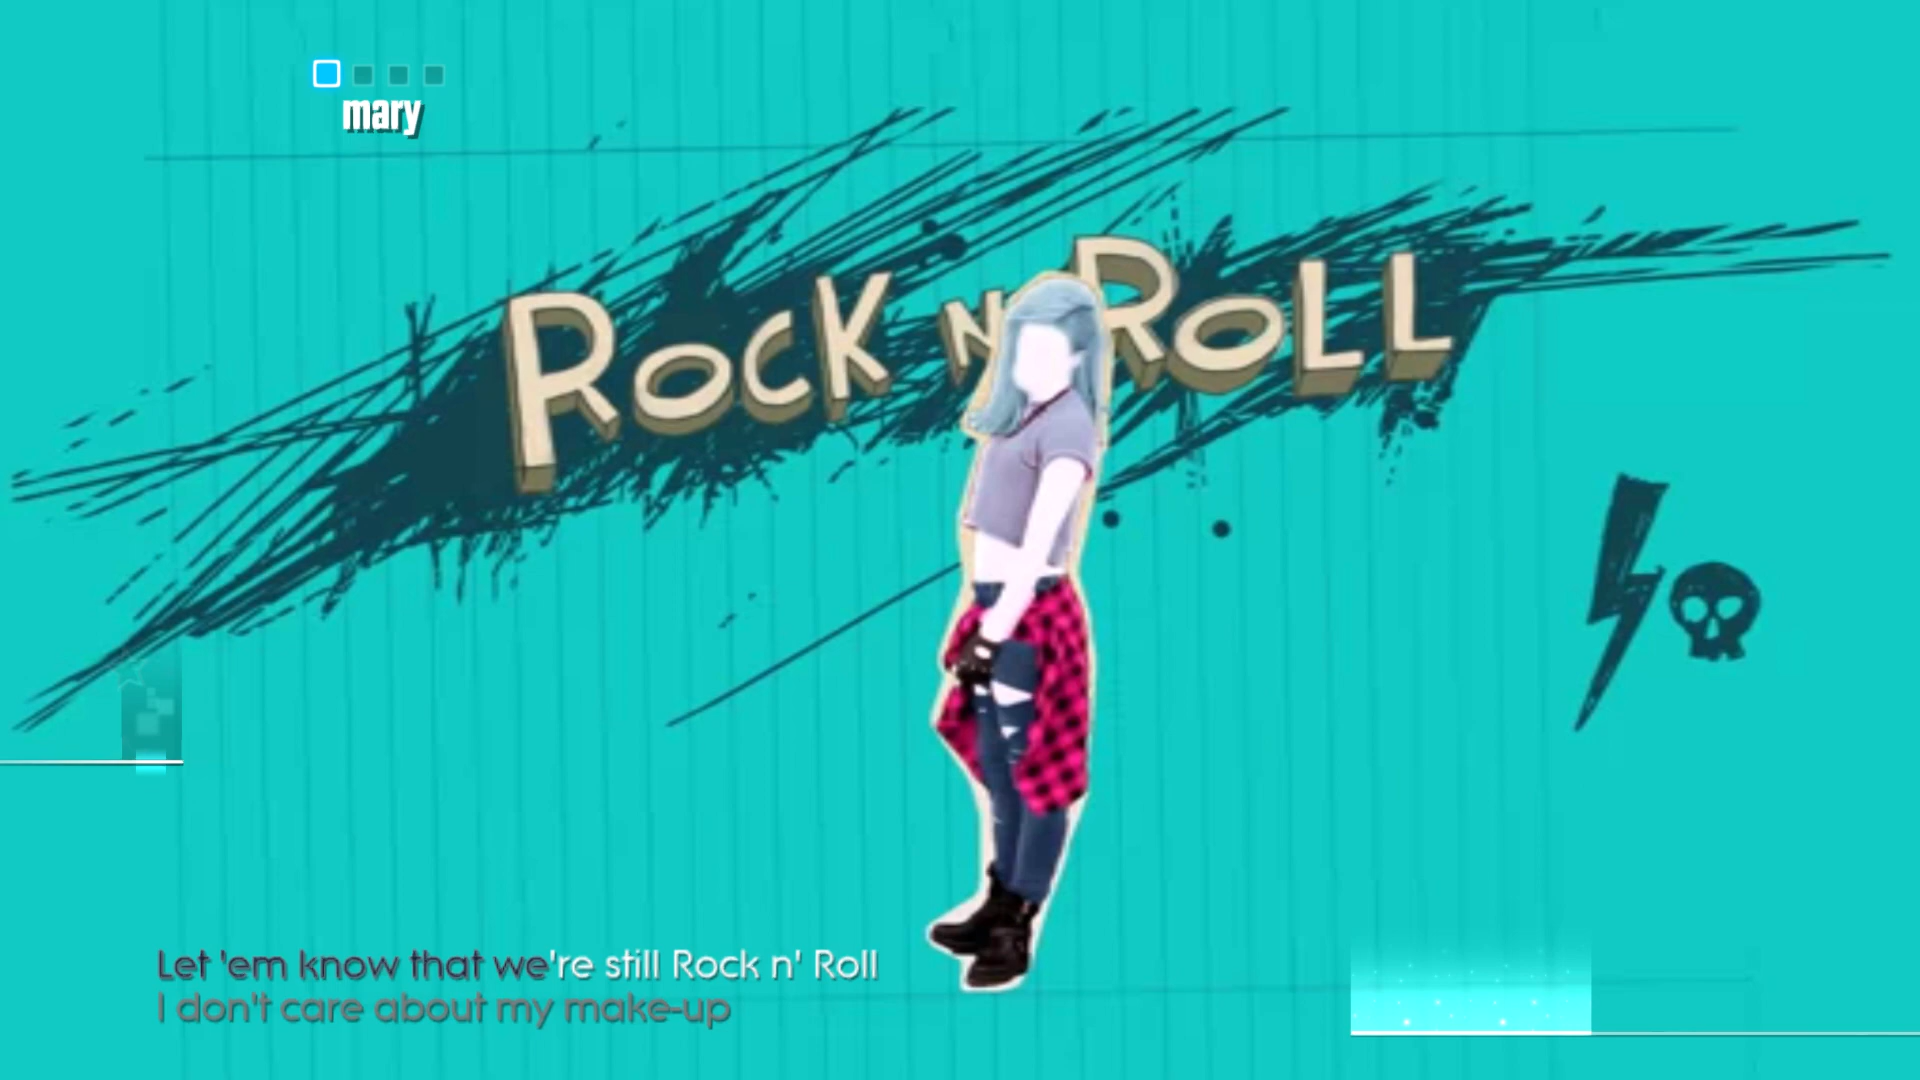 mary
ROCK N ROLL
Let 'em know that we're still Rock n' Roll
I don't care about my make-up